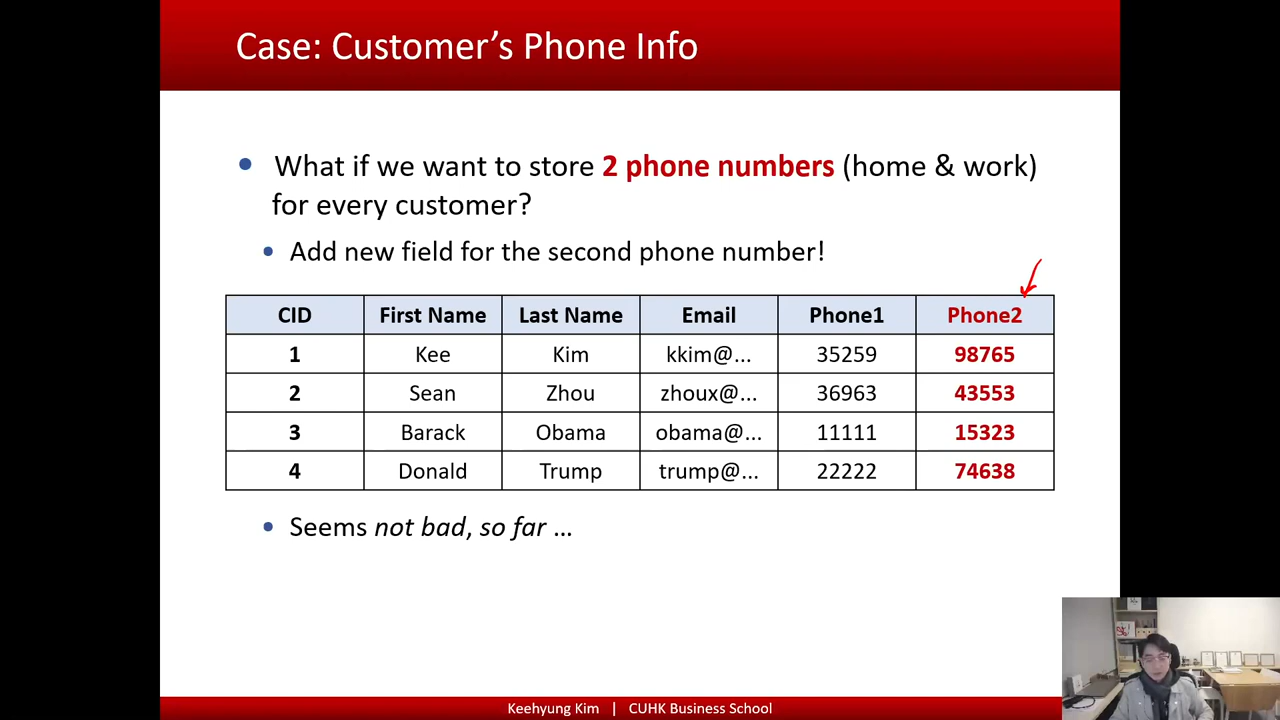 Case: Customer’s Phone Info
• What if we want to store 2 phone numbers (home & work)
for every customer?
• Add new field for the second phone number!
CID First Name Last Name Email Phone1 Phone2
1 Kee Kim kkim@... 35259 98765
2 Sean Zhou zhoux@... 36963 43553
3 Barack Obama obama@... 11111 15323
4 Donald Trump trump@... 22222 74638
• Seems not bad, so far ...
Keehyung Kim | CUHK Business School